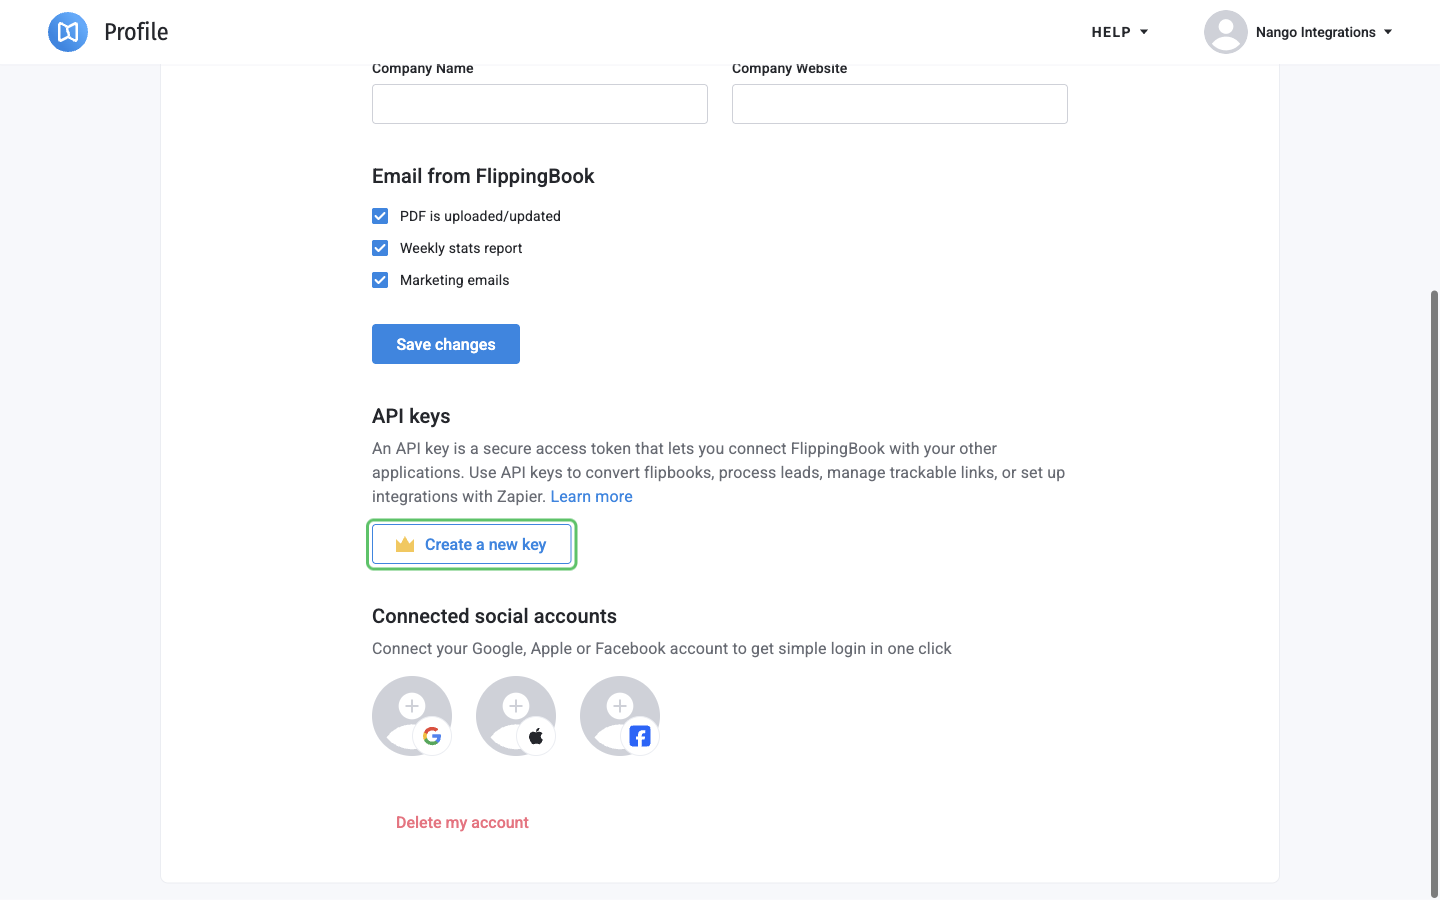 Profile
HELP
Nango Integrations
Company Name
Company Website
Email from FlippingBook
PDF is uploaded/updated
Weekly stats report
Marketing emails
Save changes
API keys
An API key is a secure access token that lets you connect FlippingBook with your other
applications. Use API keys to convert flipbooks, process leads, manage trackable links, or set up
integrations with Zapier. Learn more
Create a new key
Connected social accounts
Connect your Google, Apple or Facebook account to get simple login in one click
Delete my account